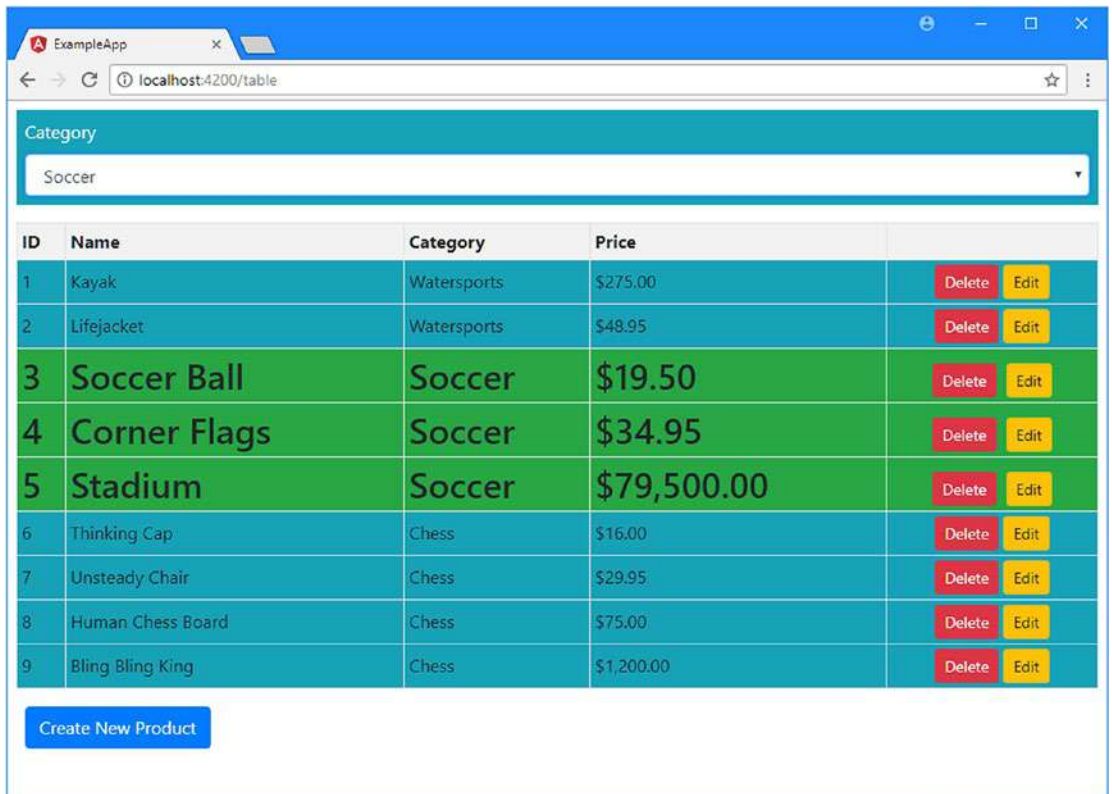 ExampleApp
localhost:4200/table
Category
Soccer
ID Name Category Price
1 Kayak Watersports $275.00 Delete Edit
2 Lifejacket Watersports $48.95 Delete Edit
3 Soccer Ball Soccer $19.50 Delete Edit
4 Corner Flags Soccer $34.95 Delete Edit
5 Stadium Soccer $79,500.00 Delete Edit
6 Thinking Cap Chess $16.00 Delete Edit
7 Unsteady Chair Chess $29.95 Delete Edit
8 Human Chess Board Chess $75.00 Delete Edit
9 Bling Bling King Chess $1,200.00 Delete Edit
Create New Product